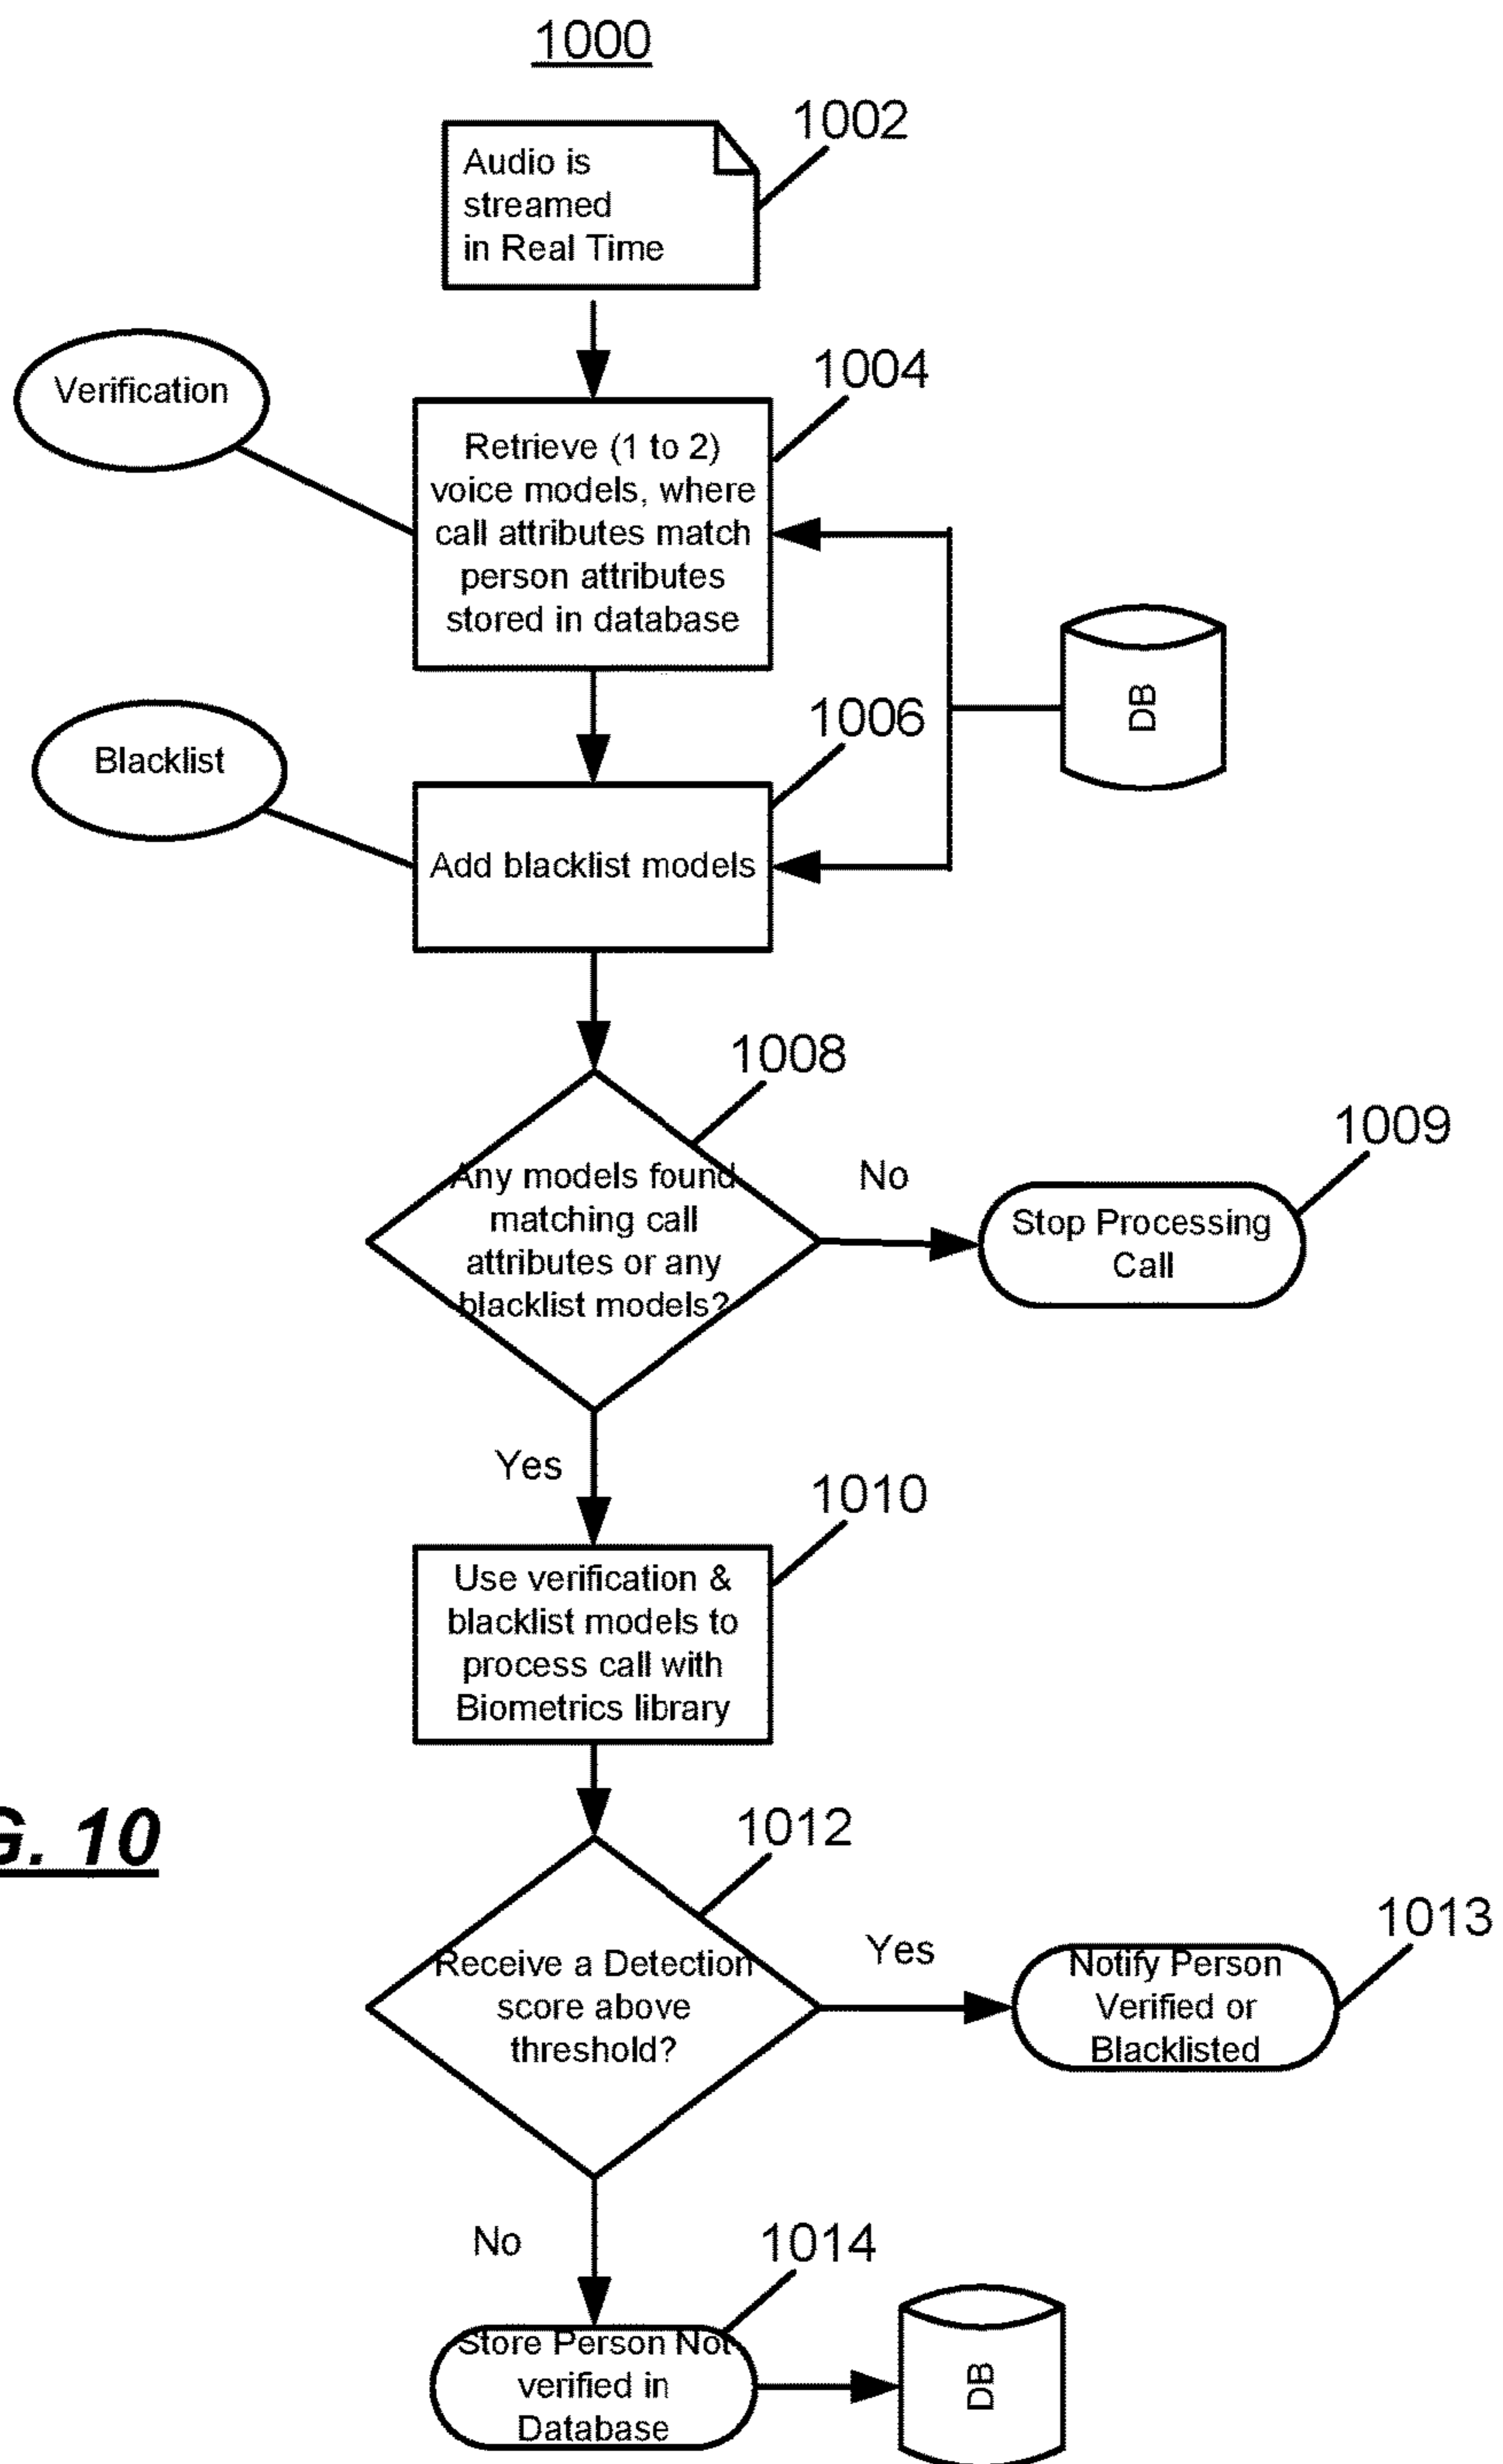 1000
1002
Audio is
streamed
in Real Time
Verification
1004
Retrieve (1 to 2)
voice models, where
call attributes match
person attributes
stored in database
DB
Blacklist
1006
Add blacklist models
1008
Any models found
matching call
attributes or any
blacklist models?
No
1009
Stop Processing
Call
Yes
1010
Use verification &
blacklist models to
process call with
Biometrics library
G. 10
1012
Receive a Detection
score above
threshold?
Yes
1013
Notify Person
Verified or
Blacklisted
No
1014
Store Person Not
verified in
Database
DB